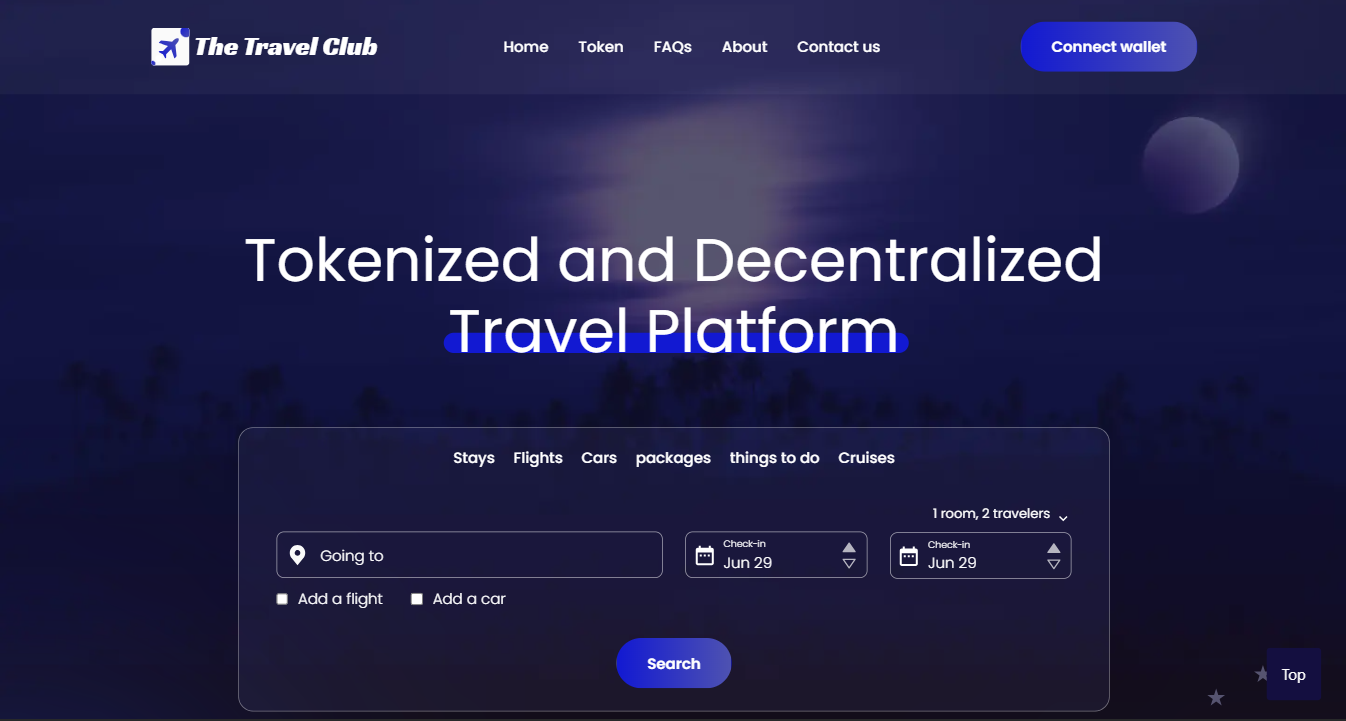 The Travel Club
Home Token FAQs About Contact us
Connect wallet
Tokenized and Decentralized
Travel Platform
Stays Flights Cars packages things to do Cruises
1 room, 2 travelers
Going to
Check-in
Jun 29
Check-in
Jun 29
Add a flight Add a car
Search
Top